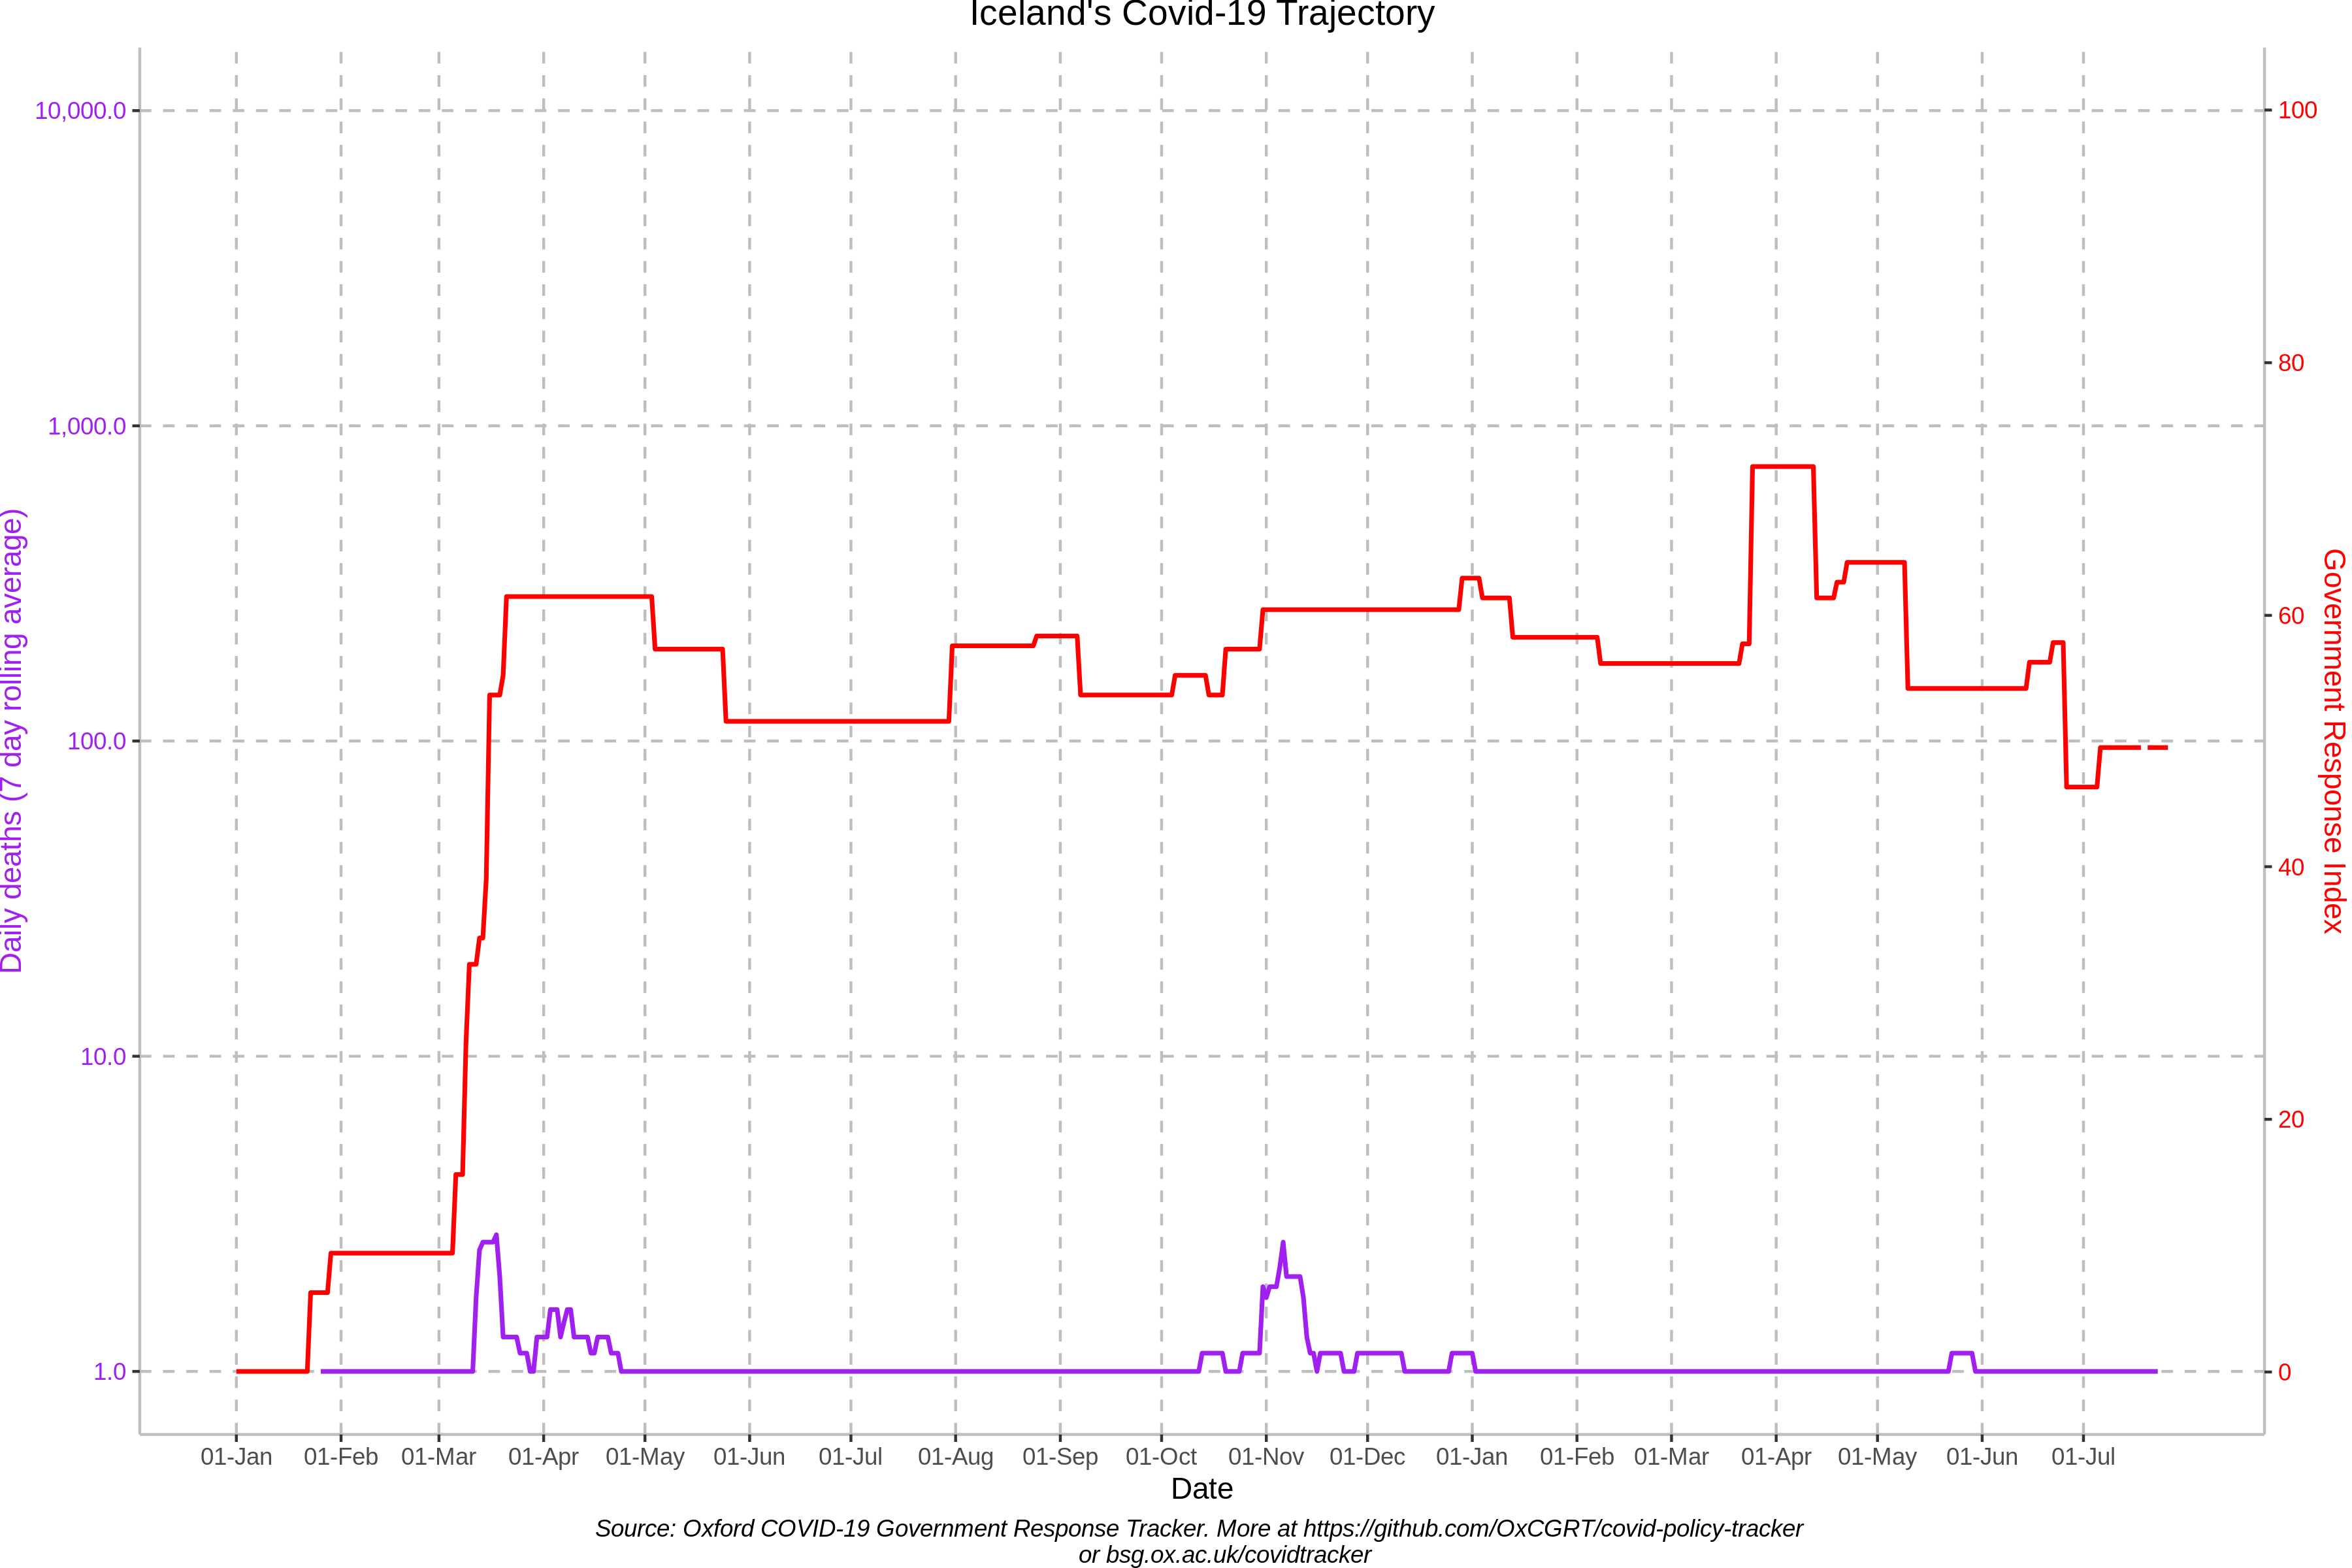 Iceland's Covid-19 Trajectory
Daily deaths (7 day rolling average)
10,000.0
1,000.0
100.0
10.0
1.0
100
80
60
40
20
0
Government Response Index
01-Jan 01-Feb 01-Mar 01-Apr 01-May 01-Jun 01-Jul 01-Aug 01-Sep 01-Oct 01-Nov 01-Dec 01-Jan 01-Feb 01-Mar 01-Apr 01-May 01-Jun 01-Jul
Date
Source: Oxford COVID-19 Government Response Tracker. More at https://github.com/OxCGRT/covid-policy-tracker
or bsg.ox.ac.uk/covidtracker